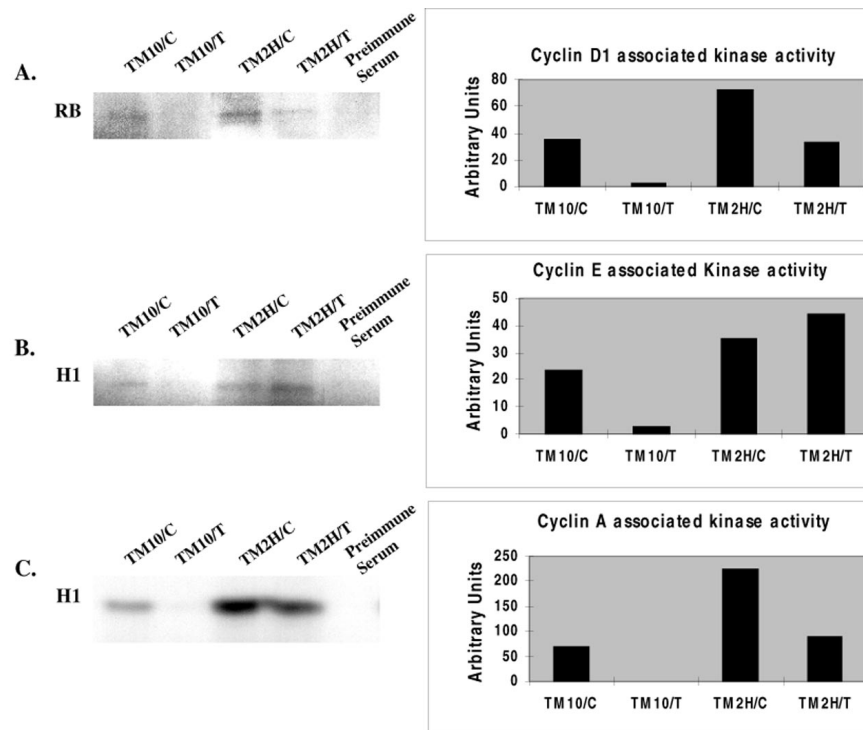 A.
TM10/C TM10/T TM2H/C TM2H/T Preimmune Serum
RB
Cyclin D1 associated kinase activity
Arbitrary Units
80
60
40
20
0
TM10/C TM10/T TM2H/C TM2H/T
B.
TM10/C TM10/T TM2H/C TM2H/T Preimmune Serum
H1
Cyclin E associated Kinase activity
Arbitrary Units
50
40
30
20
10
0
TM10/C TM10/T TM2H/C TM2H/T
C.
TM10/C TM10/T TM2H/C TM2H/T Preimmune Serum
H1
Cyclin A associated kinase activity
Arbitrary Units
250
200
150
100
50
0
TM10/C TM10/T TM2H/C TM2H/T